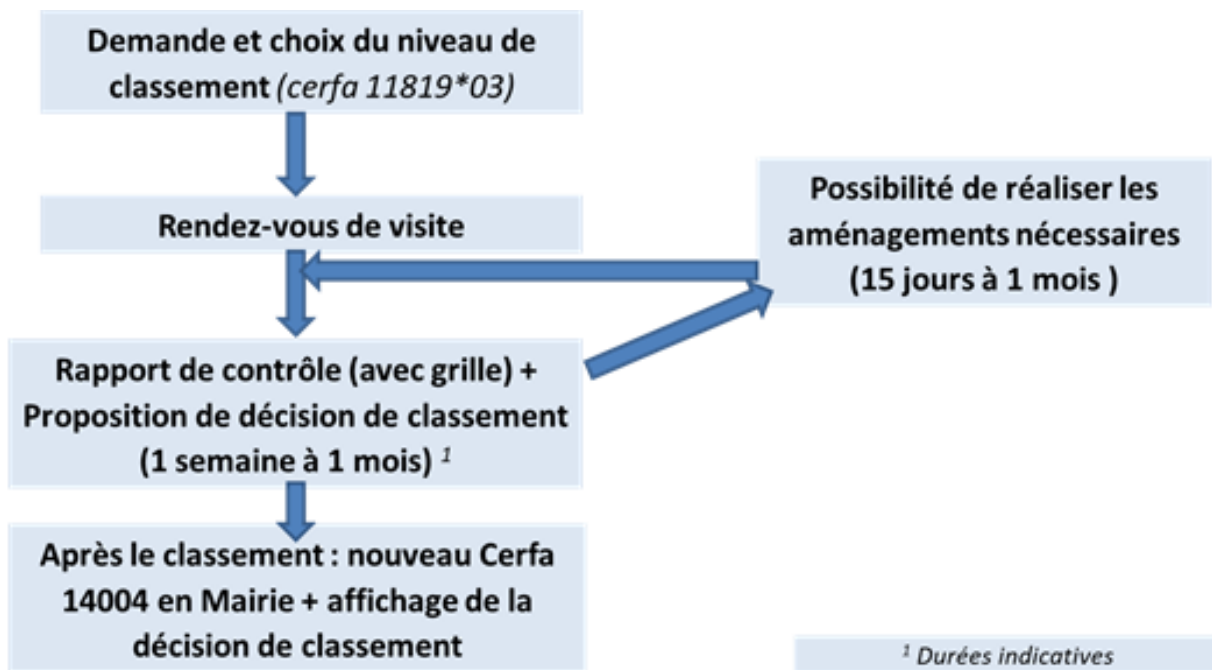 Demande et choix du niveau de
classement (cerfa 11819*03)
Rendez-vous de visite
Possibilité de réaliser les
aménagements nécessaires
(15 jours à 1 mois )
Rapport de contrôle (avec grille) +
Proposition de décision de classement
(1 semaine à 1 mois) ¹
Après le classement : nouveau Cerfa
14004 en Mairie + affichage de la
décision de classement
¹ Durées indicatives